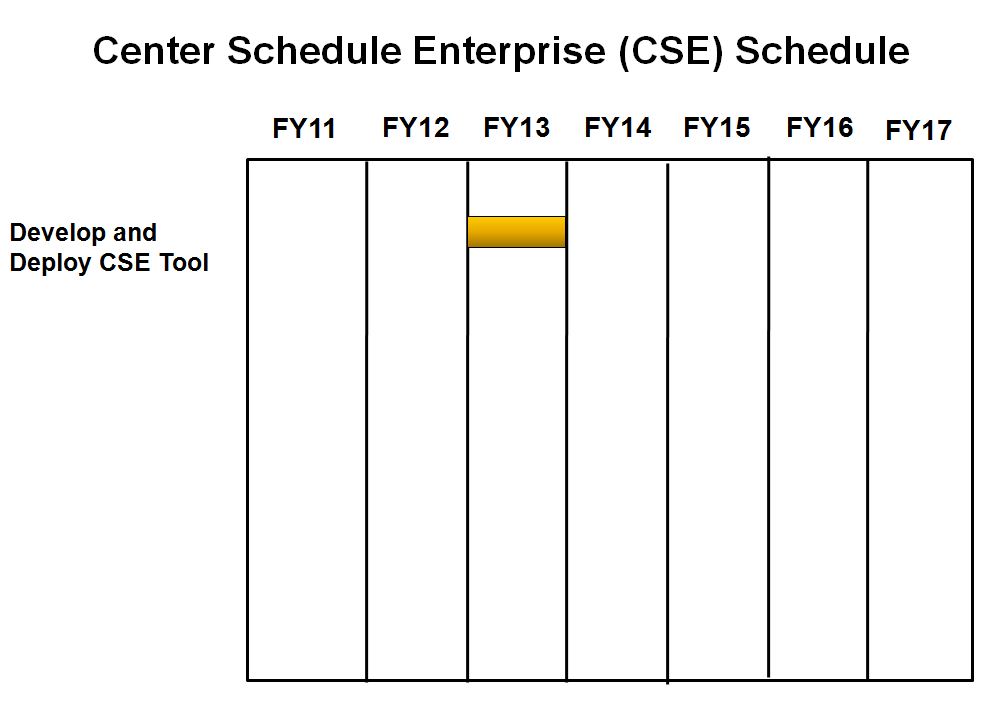 Center Schedule Enterprise (CSE) Schedule
FY11 FY12 FY13 FY14 FY15 FY16 FY17
Develop and
Deploy CSE Tool